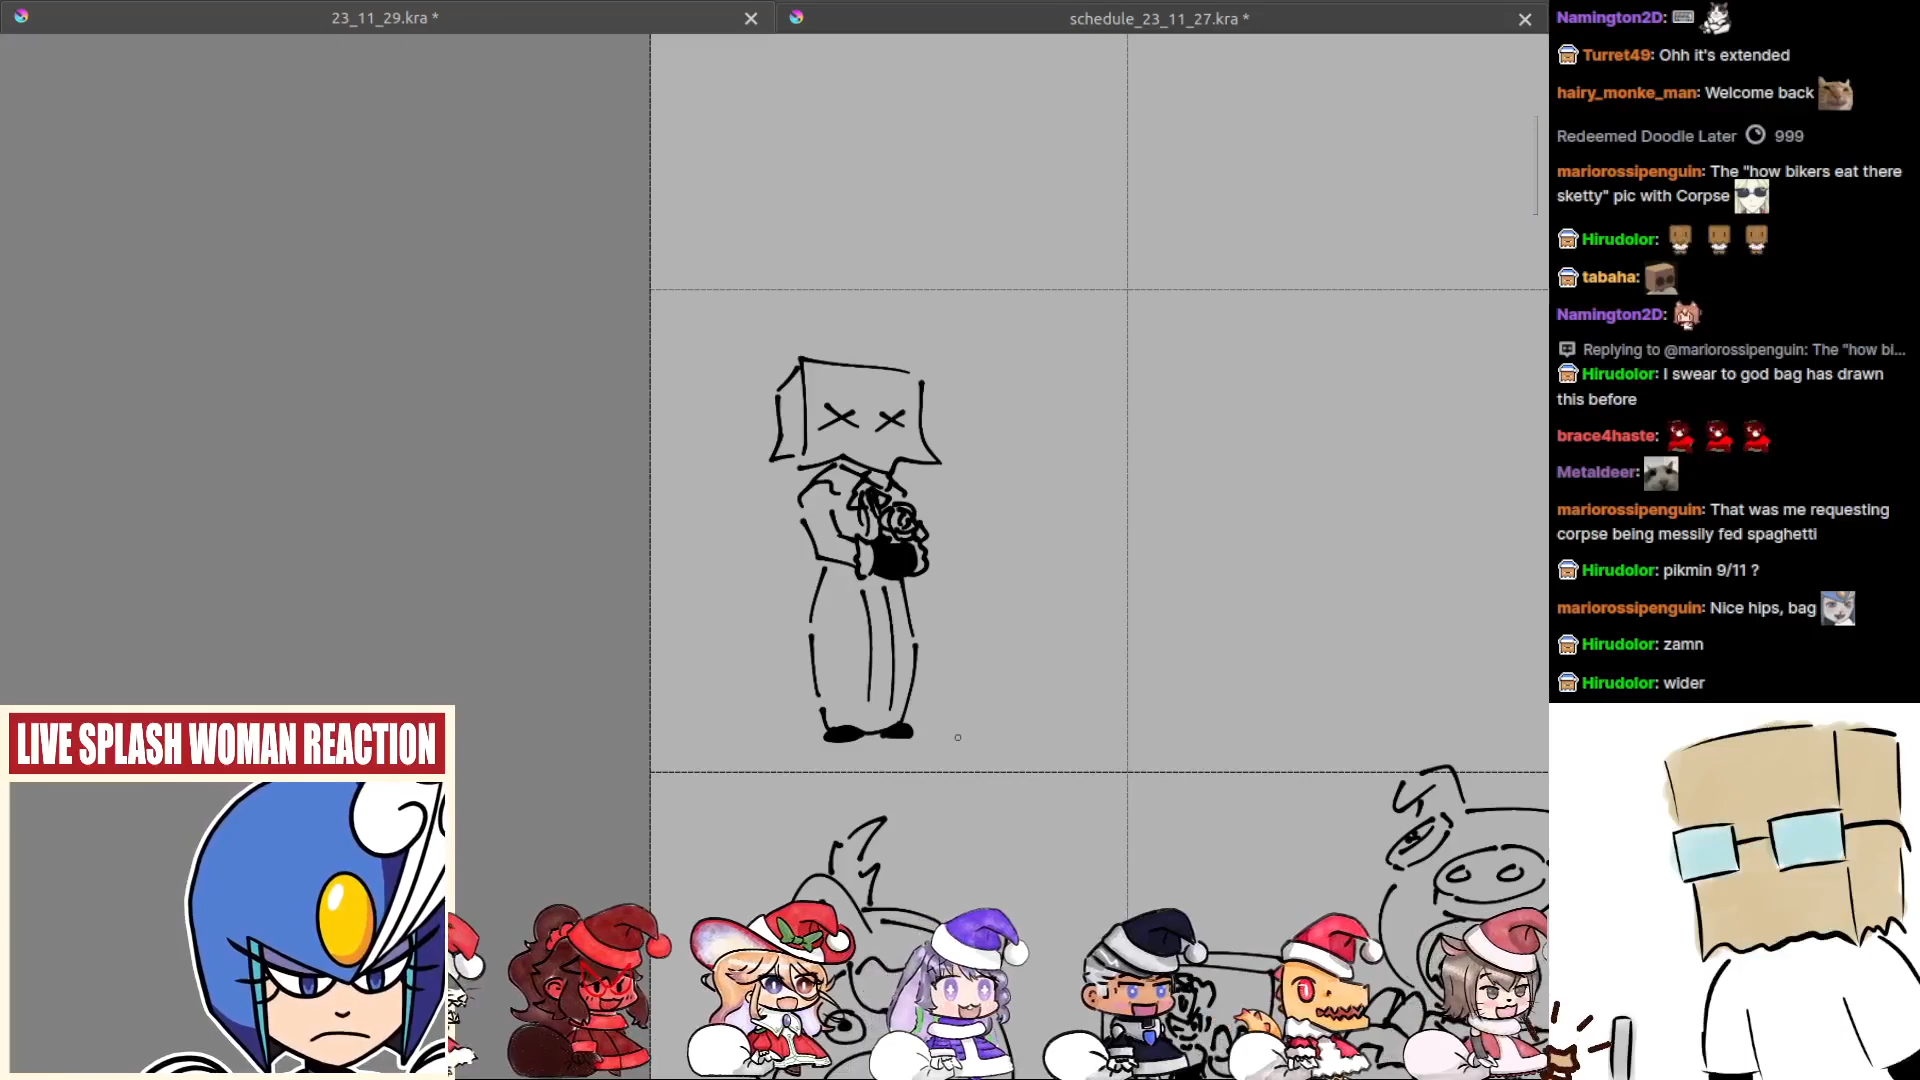 23_11_29.kra *
schedule_23_11_27.kra *
Namington2D:
Turret49: Ohh it's extended
hairy_monke_man: Welcome back
Redeemed Doodle Later 999
mariorossipenguin: The "how bikers eat there
sketty" pic with Corpse
Hirudolor:
tabaha:
Namington2D:
Replying to @mariorossipenguin: The "how bi...
Hirudolor: I swear to god bag has drawn
this before
brace4haste:
Metaldeer:
mariorossipenguin: That was me requesting
corpse being messily fed spaghetti
Hirudolor: pikmin 9/11 ?
mariorossipenguin: Nice hips, bag
Hirudolor: zamn
Hirudolor: wider
LIVE SPLASH WOMAN REACTION